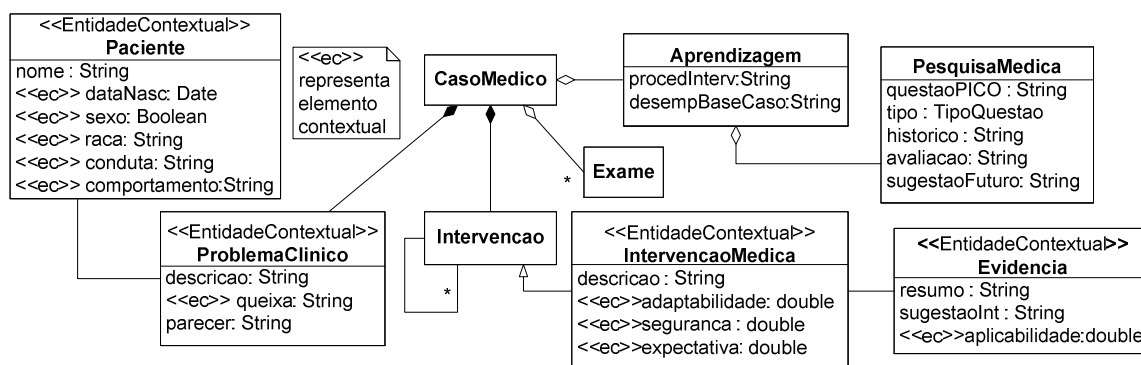 <<EntidadeContextual>>
Paciente
nome : String
<<ec>> dataNasc: Date
<<ec>> sexo: Boolean
<<ec>> raca: String
<<ec>> conduta: String
<<ec>> comportamento:String
<<ec>>
representa
elemento
contextual
CasoMedico
Aprendizagem
procedInterv:String
desempBaseCaso:String
PesquisaMedica
questaoPICO : String
tipo : TipoQuestao
historico : String
avaliacao: String
sugestaoFuturo: String
*
Exame
<<EntidadeContextual>>
ProblemaClinico
descricao: String
<<ec>> queixa: String
parecer: String
Intervencao
*
<<EntidadeContextual>>
IntervencaoMedica
descricao : String
<<ec>>adaptabilidade: double
<<ec>>seguranca : double
<<ec>>expectativa: double
<<EntidadeContextual>>
Evidencia
resumo : String
sugestaoInt : String
<<ec>>aplicabilidade:double